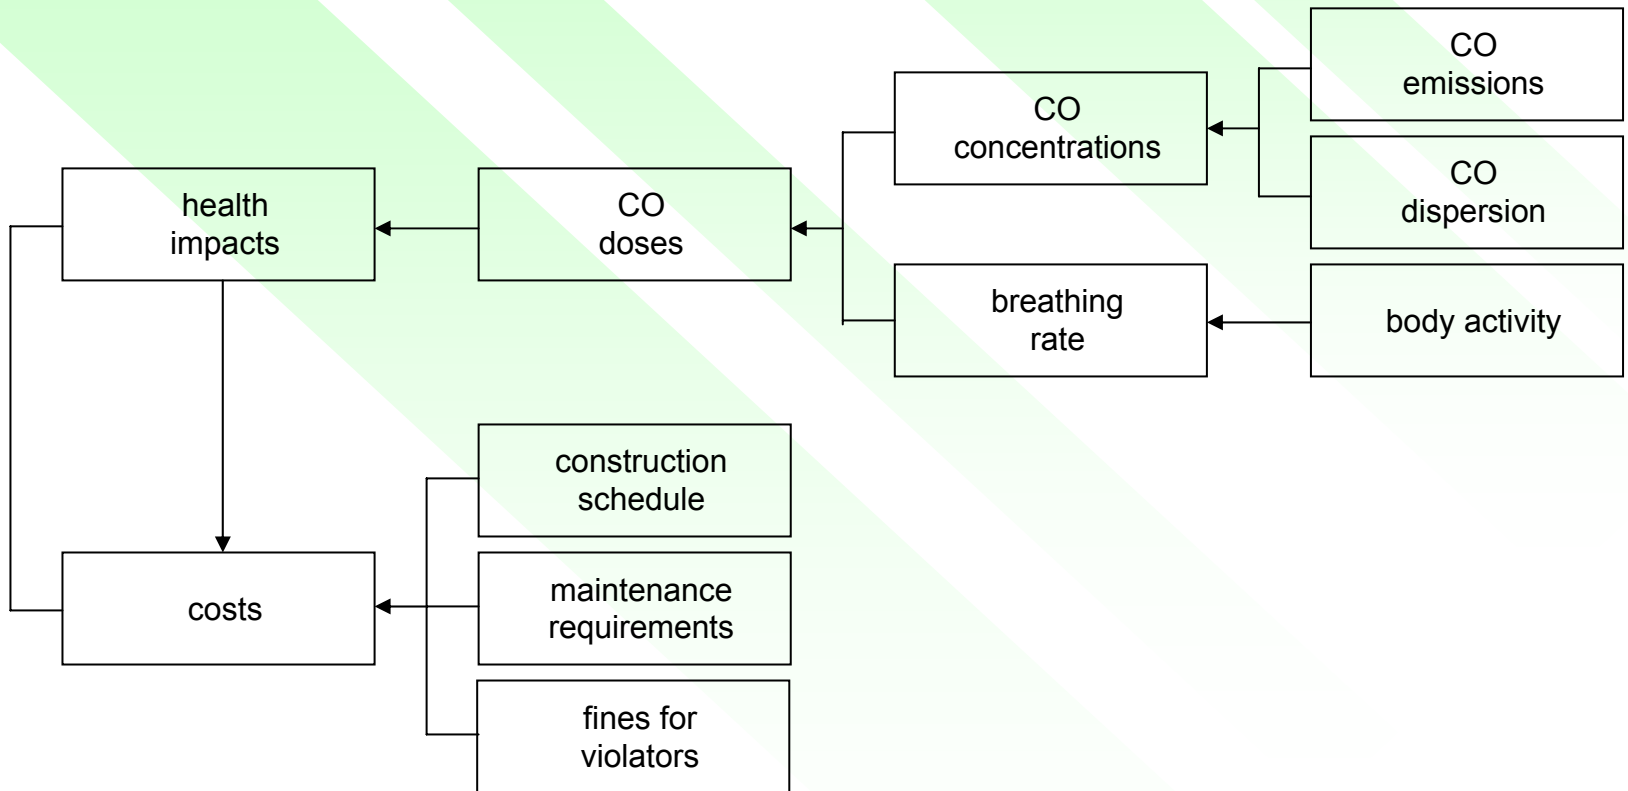 CO
emissions
CO
concentrations
CO
dispersion
health
impacts
CO
doses
breathing
rate
body activity
construction
schedule
costs
maintenance
requirements
fines for
violators